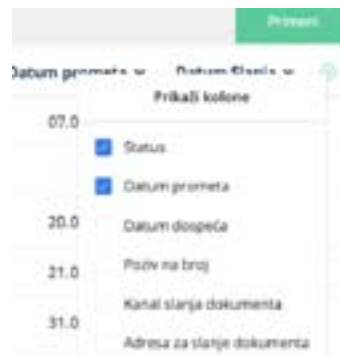 Primeni
Datum prometa Datum Slanja
Prikaži kolone
07.0
Status
Datum prometa
20.0
Datum dospeća
21.0
Poziv na broj
Kanal slanja dokumenta
31.0
Adresa za slanje dokumenta